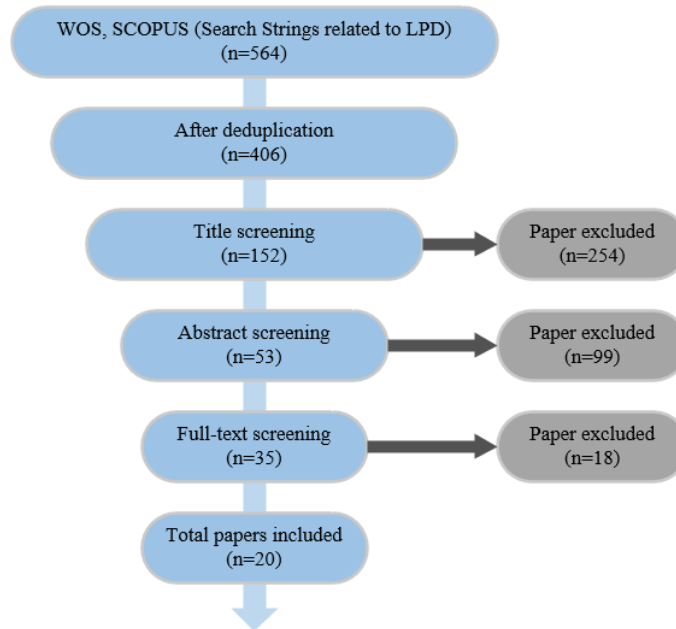 WOS, SCOPUS (Search Strings related to LPD)
(n=564)
After deduplication
(n=406)
Title screening
(n=152)
Paper excluded
(n=254)
Abstract screening
(n=53)
Paper excluded
(n=99)
Full-text screening
(n=35)
Paper excluded
(n=18)
Total papers included
(n=20)